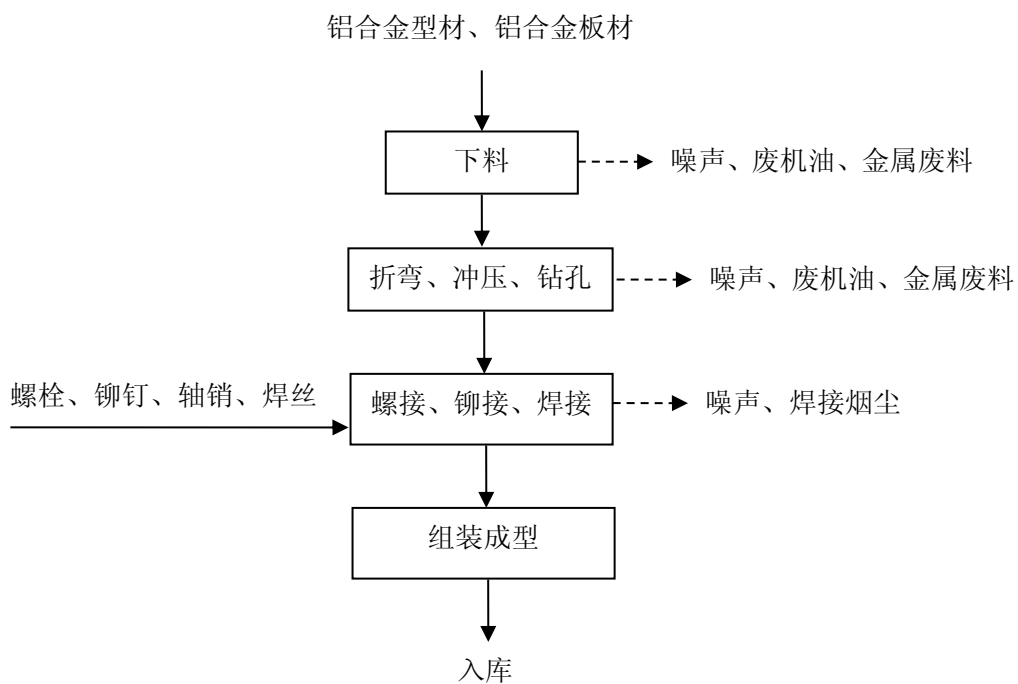 铝合金型材、铝合金板材
下料
噪声、废机油、金属废料
折弯、冲压、钻孔
噪声、废机油、金属废料
螺栓、铆钉、轴销、焊丝
螺接、铆接、焊接
噪声、焊接烟尘
组装成型
入库